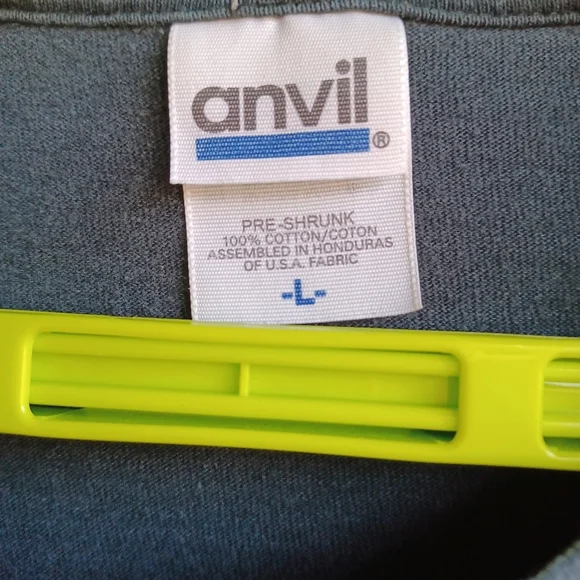 anvil
®
PRE-SHRUNK
100% COTTON/COTON
ASSEMBLED IN HONDURAS
OF U.S.A. FABRIC
-L-